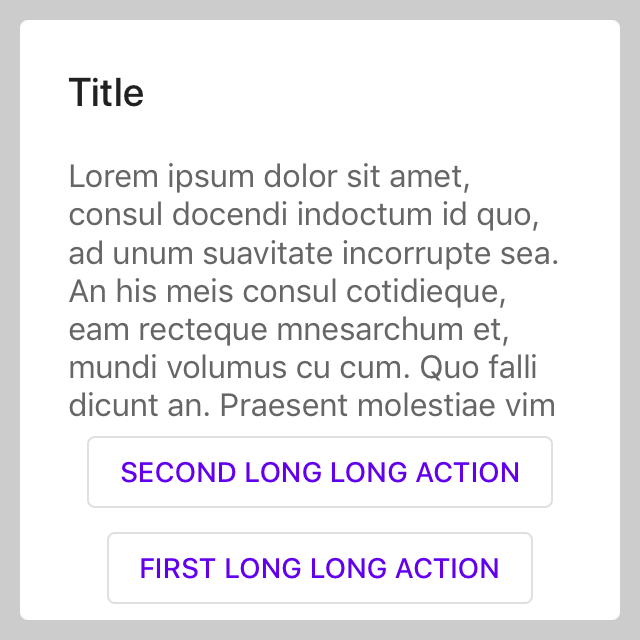 Title
Lorem ipsum dolor sit amet,
consul docendi indoctum id quo,
ad unum suavitate incorrupte sea.
An his meis consul cotidieque,
eam recteque mnesarchum et,
mundi volumus cu cum. Quo falli
dicunt an. Praesent molestiae vim
SECOND LONG LONG ACTION
FIRST LONG LONG ACTION